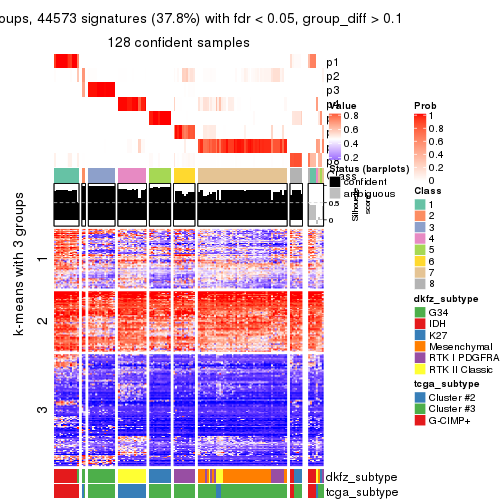 oups, 44573 signatures (37.8%) with fdr < 0.05, group_diff > 0.1
128 confident samples
p1
p2
p3
p4
p8
Class
Silhouette
score
0.5
0
k-means with 3 groups
1
2
3
dkfz_subtype
tcga_subtype
Value
0.8
0.6
0.4
0.2
Status (barplots)
confident
ambiguous
Prob
0.8
0.6
0.4
0.2
0
Class
1
2
3
4
5
6
7
8
dkfz_subtype
G34
IDH
K27
Mesenchymal
RTK I PDGFRA
RTK II Classic
tcga_subtype
Cluster #2
Cluster #3
G-CIMP+